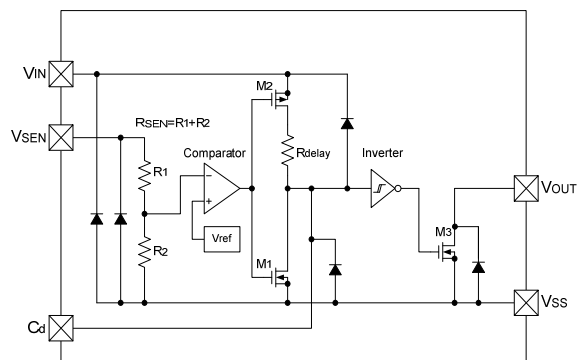 VIN
M2
VSEN
RSEN=R1+R2
Comparator
Rdelay
Inverter
R1
−
+
Vref
R2
M1
M3
VOUT
VSS
Cd